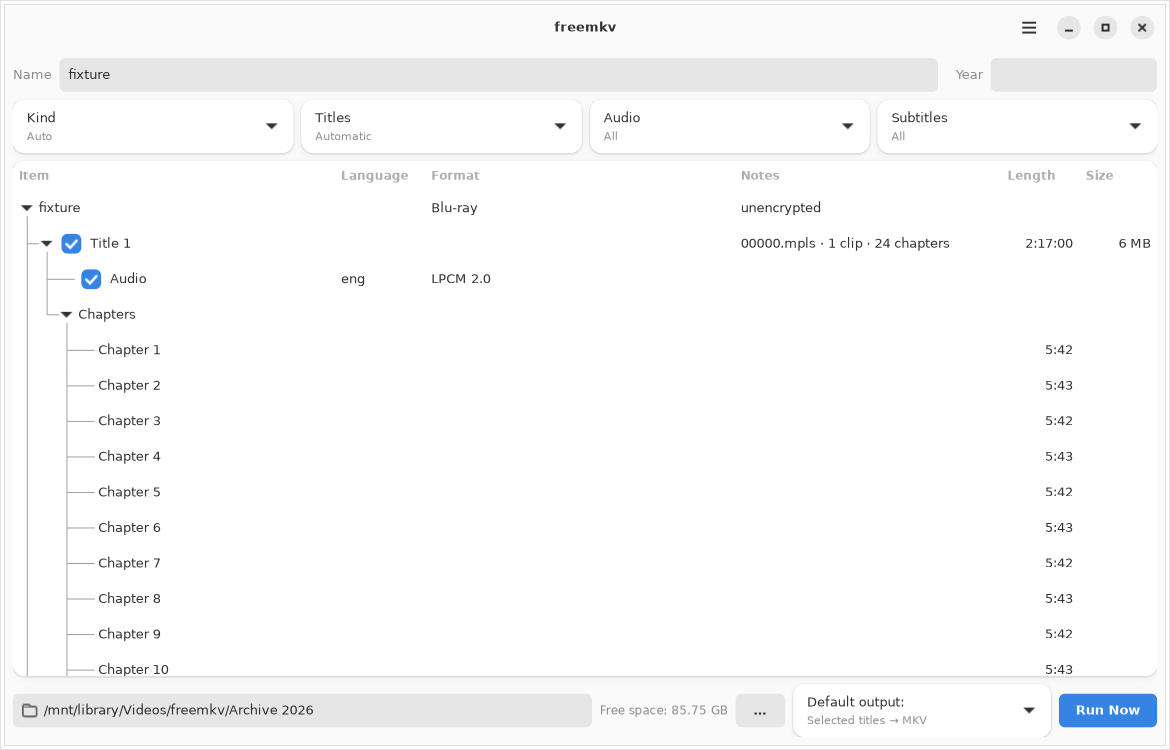 freemkv
Name fixture Year
Kind Titles Audio Subtitles
Auto Automatic All All
Item Language Format Notes Length Size
fixture Blu-ray unencrypted
Title 1 00000.mpls · 1 clip · 24 chapters 2:17:00 6 MB
Audio eng LPCM 2.0
Chapters
Chapter 1 5:42
Chapter 2 5:43
Chapter 3 5:42
Chapter 4 5:43
Chapter 5 5:42
Chapter 6 5:43
Chapter 7 5:42
Chapter 8 5:43
Chapter 9 5:42
Chapter 10 5:43
/mnt/library/Videos/freemkv/Archive 2026 Free space: 85.75 GB ... Default output: Run Now
Selected titles → MKV